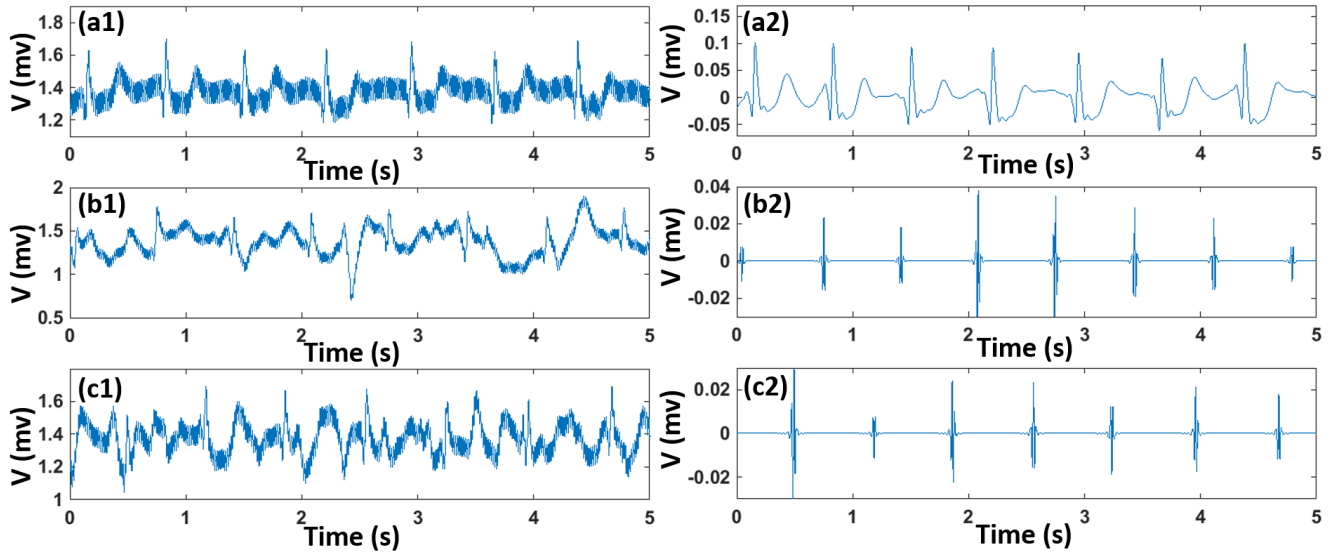 (a1)
V (mv)
1.8
1.6
1.4
1.2
0 1 2 3 4 5
Time (s)
(a2)
V (mv)
0.15
0.1
0.05
0
-0.05
0 1 2 3 4 5
Time (s)
(b1)
V (mv)
2
1.5
1
0.5
0 1 2 3 4 5
Time (s)
(b2)
V (mv)
0.04
0.02
0
-0.02
0 1 2 3 4 5
Time (s)
(c1)
V (mv)
1.6
1.4
1.2
1
0 1 2 3 4 5
Time (s)
(c2)
V (mv)
0.02
0
-0.02
0 1 2 3 4 5
Time (s)